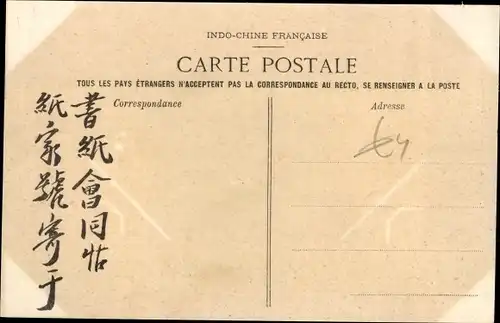 INDO-CHINE FRANÇAISE
CARTE POSTALE
TOUS LES PAYS ÉTRANGERS N'ACCEPTENT PAS LA CORRESPONDANCE AU RECTO, SE RENSEIGNER A LA POSTE
Correspondance
Adresse
書紙會同帖
紙家號寄于